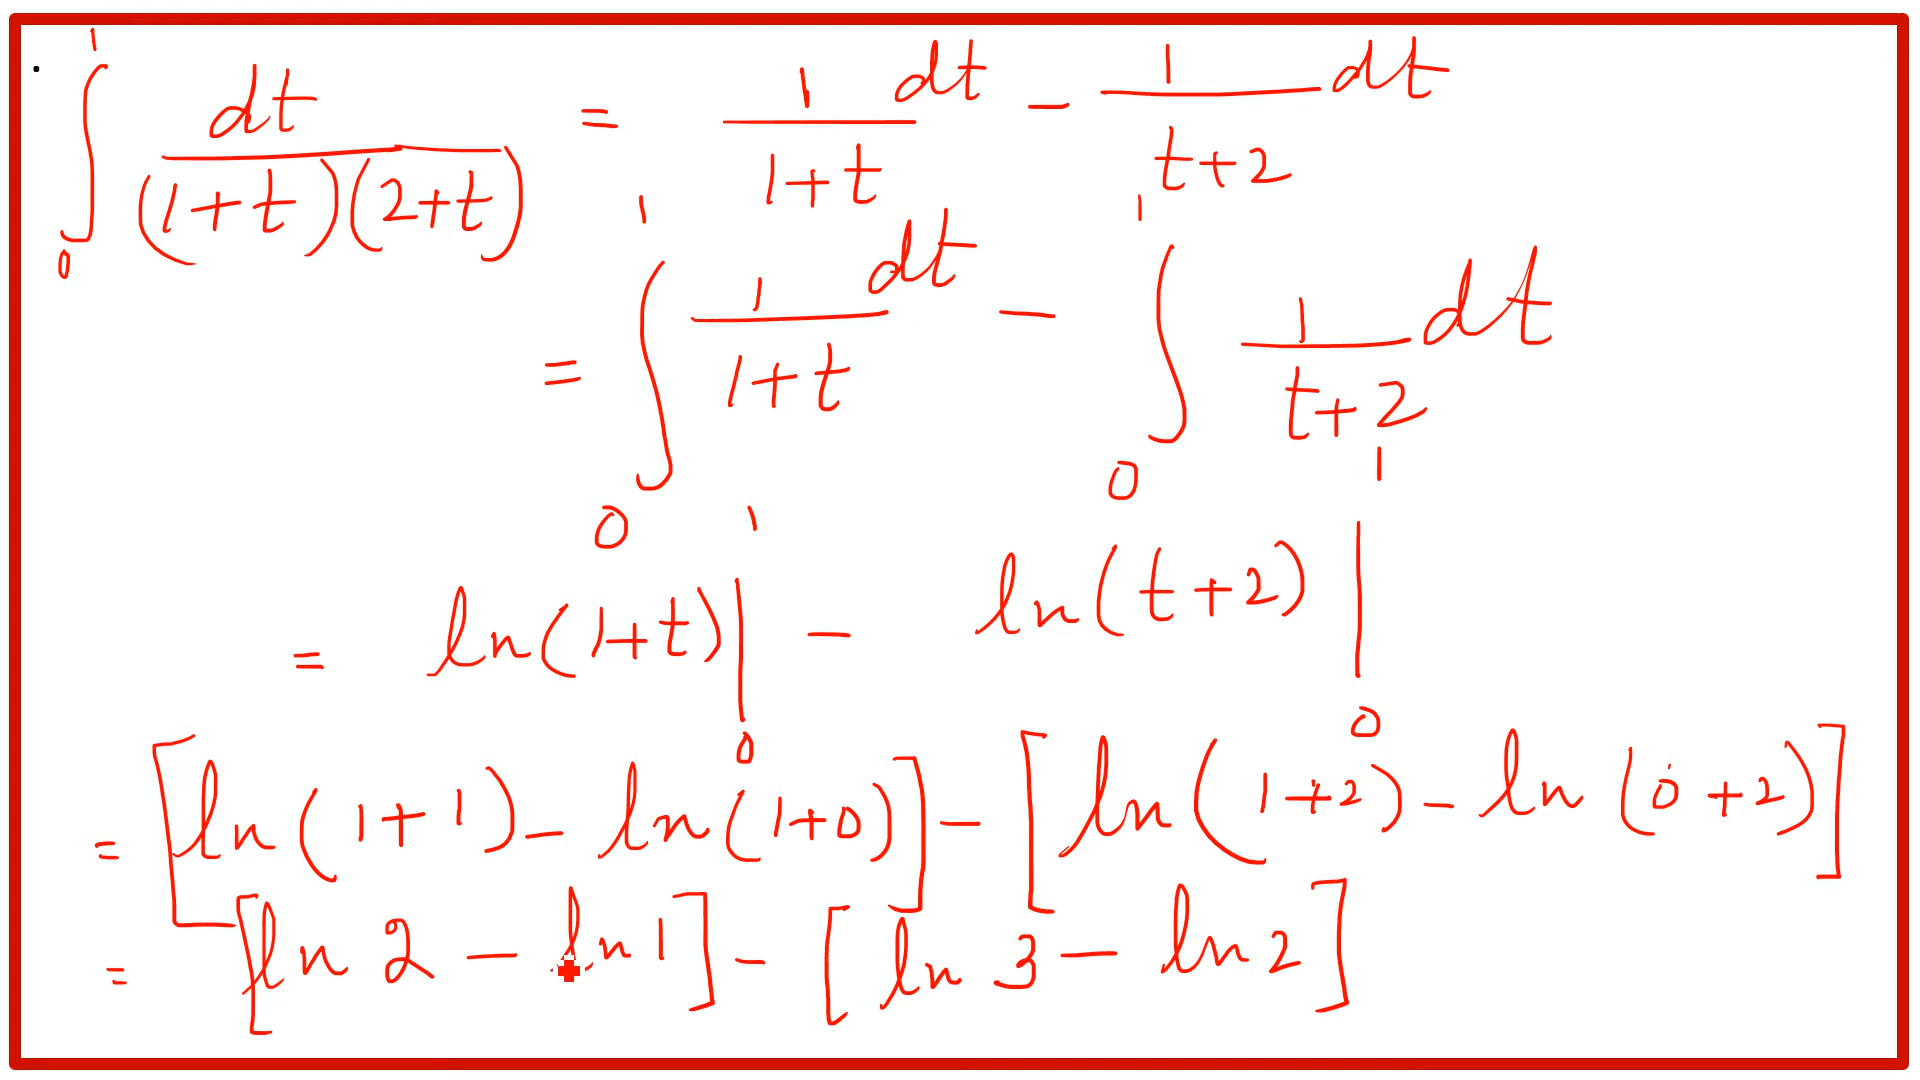 ∫₀¹ dt/((1+t)(2+t)) = 1/(1+t) dt − 1/(t+2) dt
= ∫₀¹ 1/(1+t) dt − ∫₀¹ 1/(t+2) dt
= ln(1+t)|₀¹ − ln(t+2)|₀¹
= [ln(1+1) − ln(1+0)] − [ln(1+2) − ln(0+2)]
= [ln 2 − ln 1] − [ln 3 − ln 2]